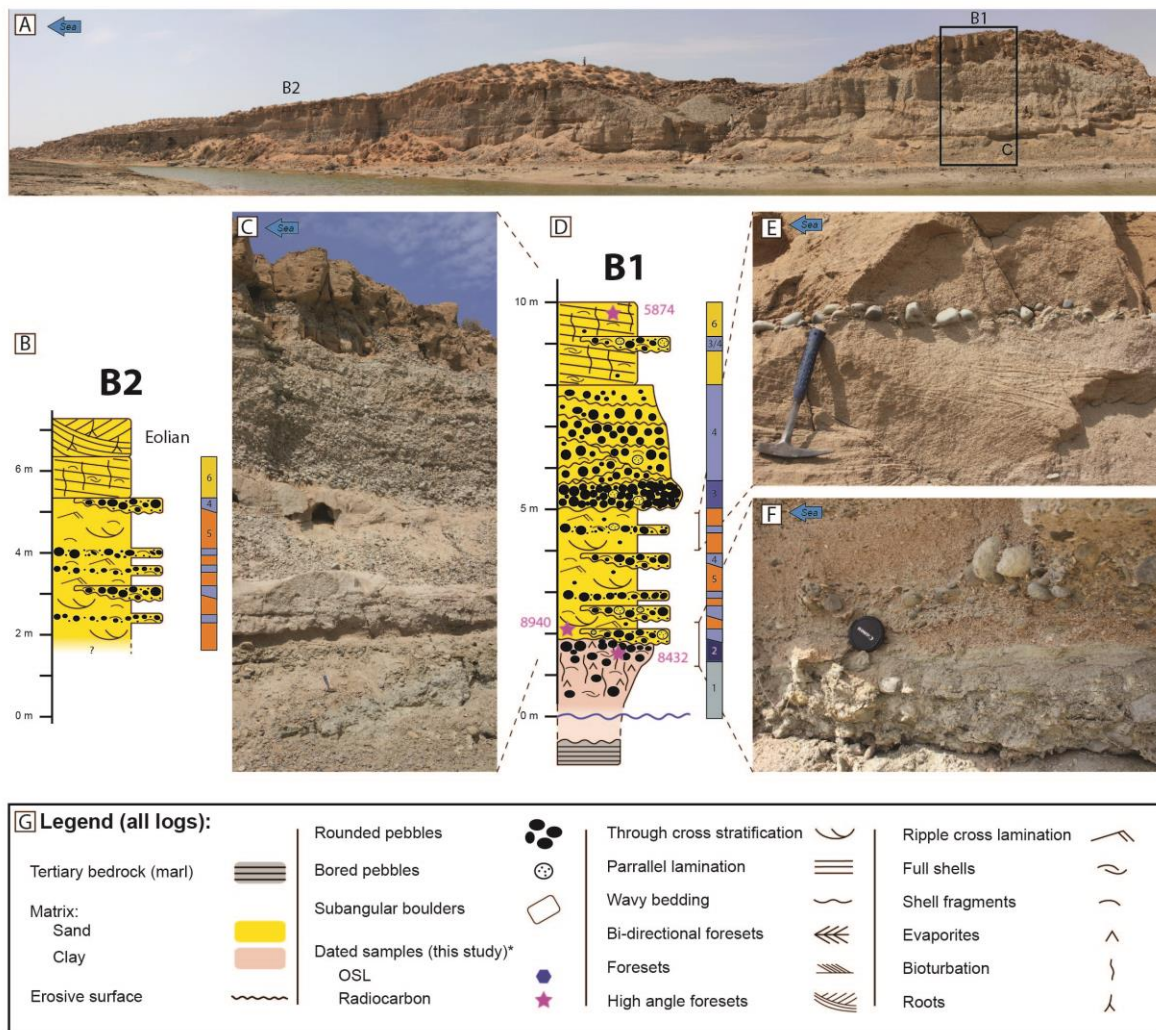 A
Sea
B1
B2
C
B
B2
Eolian
6 m
4 m
2 m
0 m
?
6
4
5
C
Sea
D
B1
10 m
5 m
0 m
5874
8940
8432
6
3/4
4
3
4
5
2
1
E
Sea
F
Sea
G Legend (all logs):
Tertiary bedrock (marl)
Matrix:
Sand
Clay
Erosive surface
Rounded pebbles
Bored pebbles
Subangular boulders
Dated samples (this study)*
OSL
Radiocarbon
Through cross stratification
Parrallel lamination
Wavy bedding
Bi-directional foresets
Foresets
High angle foresets
Ripple cross lamination
Full shells
Shell fragments
Evaporites
Bioturbation
Roots